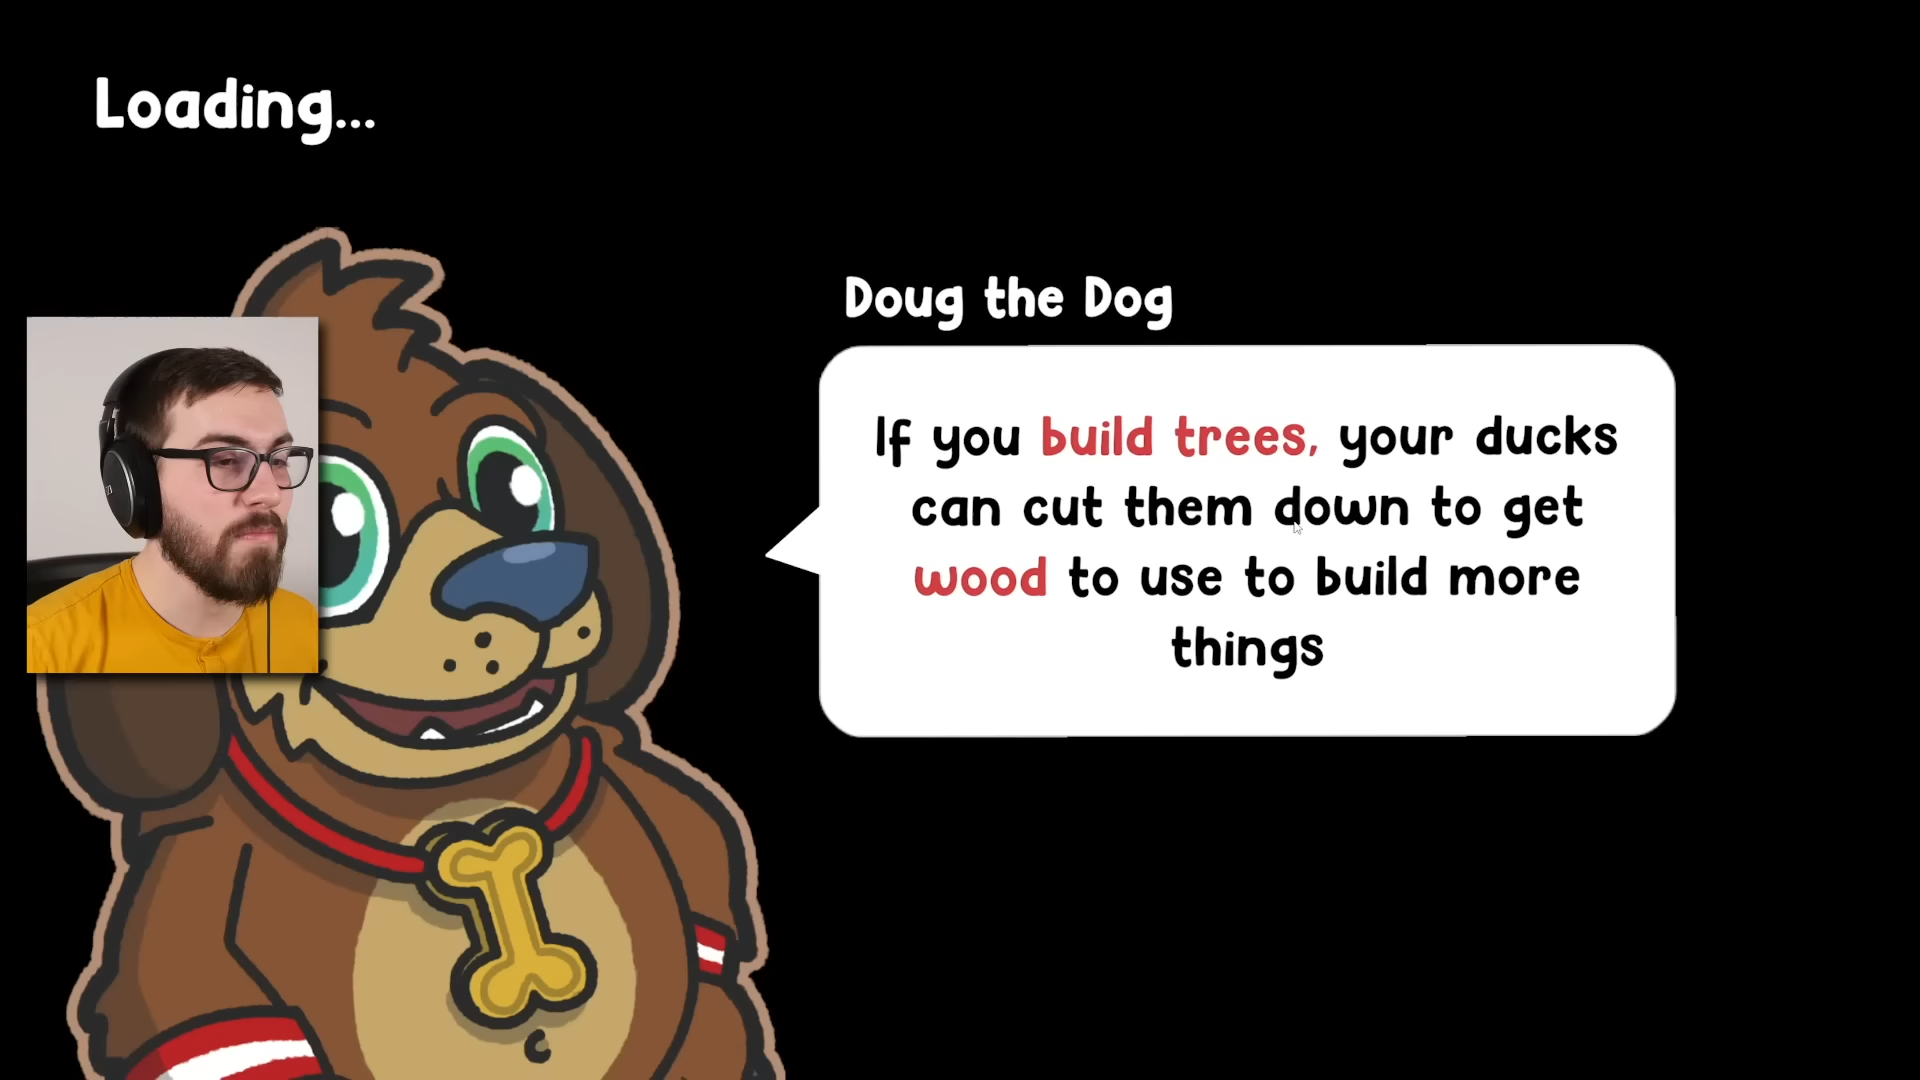 Loading...
Doug the Dog
If you build trees, your ducks
can cut them down to get
wood to use to build more
things